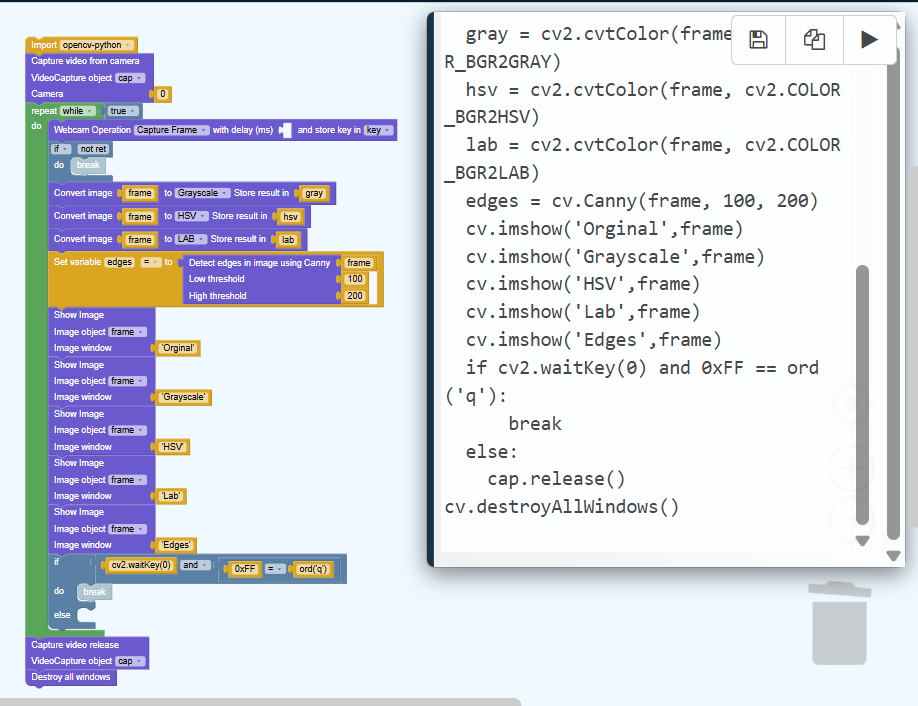 Import opencv-python
Capture video from camera
VideoCapture object cap
Camera 0
repeat while true
do
Webcam Operation Capture Frame with delay (ms) and store key in key
if not ret
do break
Convert image frame to Grayscale Store result in gray
Convert image frame to HSV Store result in hsv
Convert image frame to LAB Store result in lab
Set variable edges = to Detect edges in image using Canny frame
Low threshold 100
High threshold 200
Show Image
Image object frame
Image window 'Orginal'
Show Image
Image object frame
Image window 'Grayscale'
Show Image
Image object frame
Image window 'HSV'
Show Image
Image object frame
Image window 'Lab'
Show Image
Image object frame
Image window 'Edges'
if cv2.waitKey(0) and 0xFF = ord('q')
do break
else
Capture video release
VideoCapture object cap
Destroy all windows
gray = cv2.cvtColor(frame
R_BGR2GRAY)
hsv = cv2.cvtColor(frame, cv2.COLOR
_BGR2HSV)
lab = cv2.cvtColor(frame, cv2.COLOR
_BGR2LAB)
edges = cv.Canny(frame, 100, 200)
cv.imshow('Orginal',frame)
cv.imshow('Grayscale',frame)
cv.imshow('HSV',frame)
cv.imshow('Lab',frame)
cv.imshow('Edges',frame)
if cv2.waitKey(0) and 0xFF == ord
('q'):
break
else:
cap.release()
cv.destroyAllWindows()